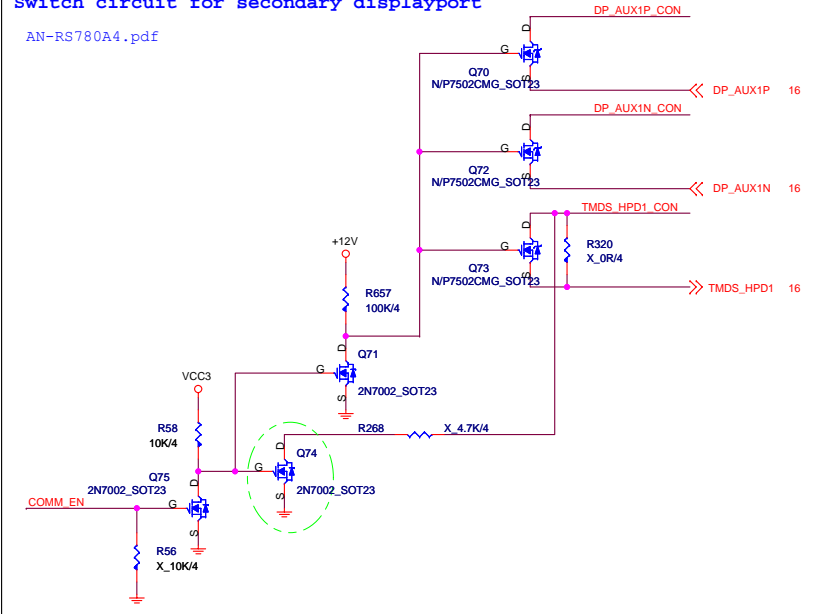 Switch circuit for secondary displayport
AN-RS780A4.pdf
DP_AUX1P_CON
D
G
S
Q70
N/P7502CMG_SOT23
DP_AUX1P 16
DP_AUX1N_CON
D
G
S
Q72
N/P7502CMG_SOT23
DP_AUX1N 16
TMDS_HPD1_CON
D
G
S
Q73
N/P7502CMG_SOT23
R320
X_0R/4
TMDS_HPD1 16
+12V
R657
100K/4
D
G
S
Q71
2N7002_SOT23
VCC3
R58
10K/4
R268 X_4.7K/4
D
G
S
Q74
2N7002_SOT23
Q75
2N7002_SOT23
D
G
S
COMM_EN
R56
X_10K/4